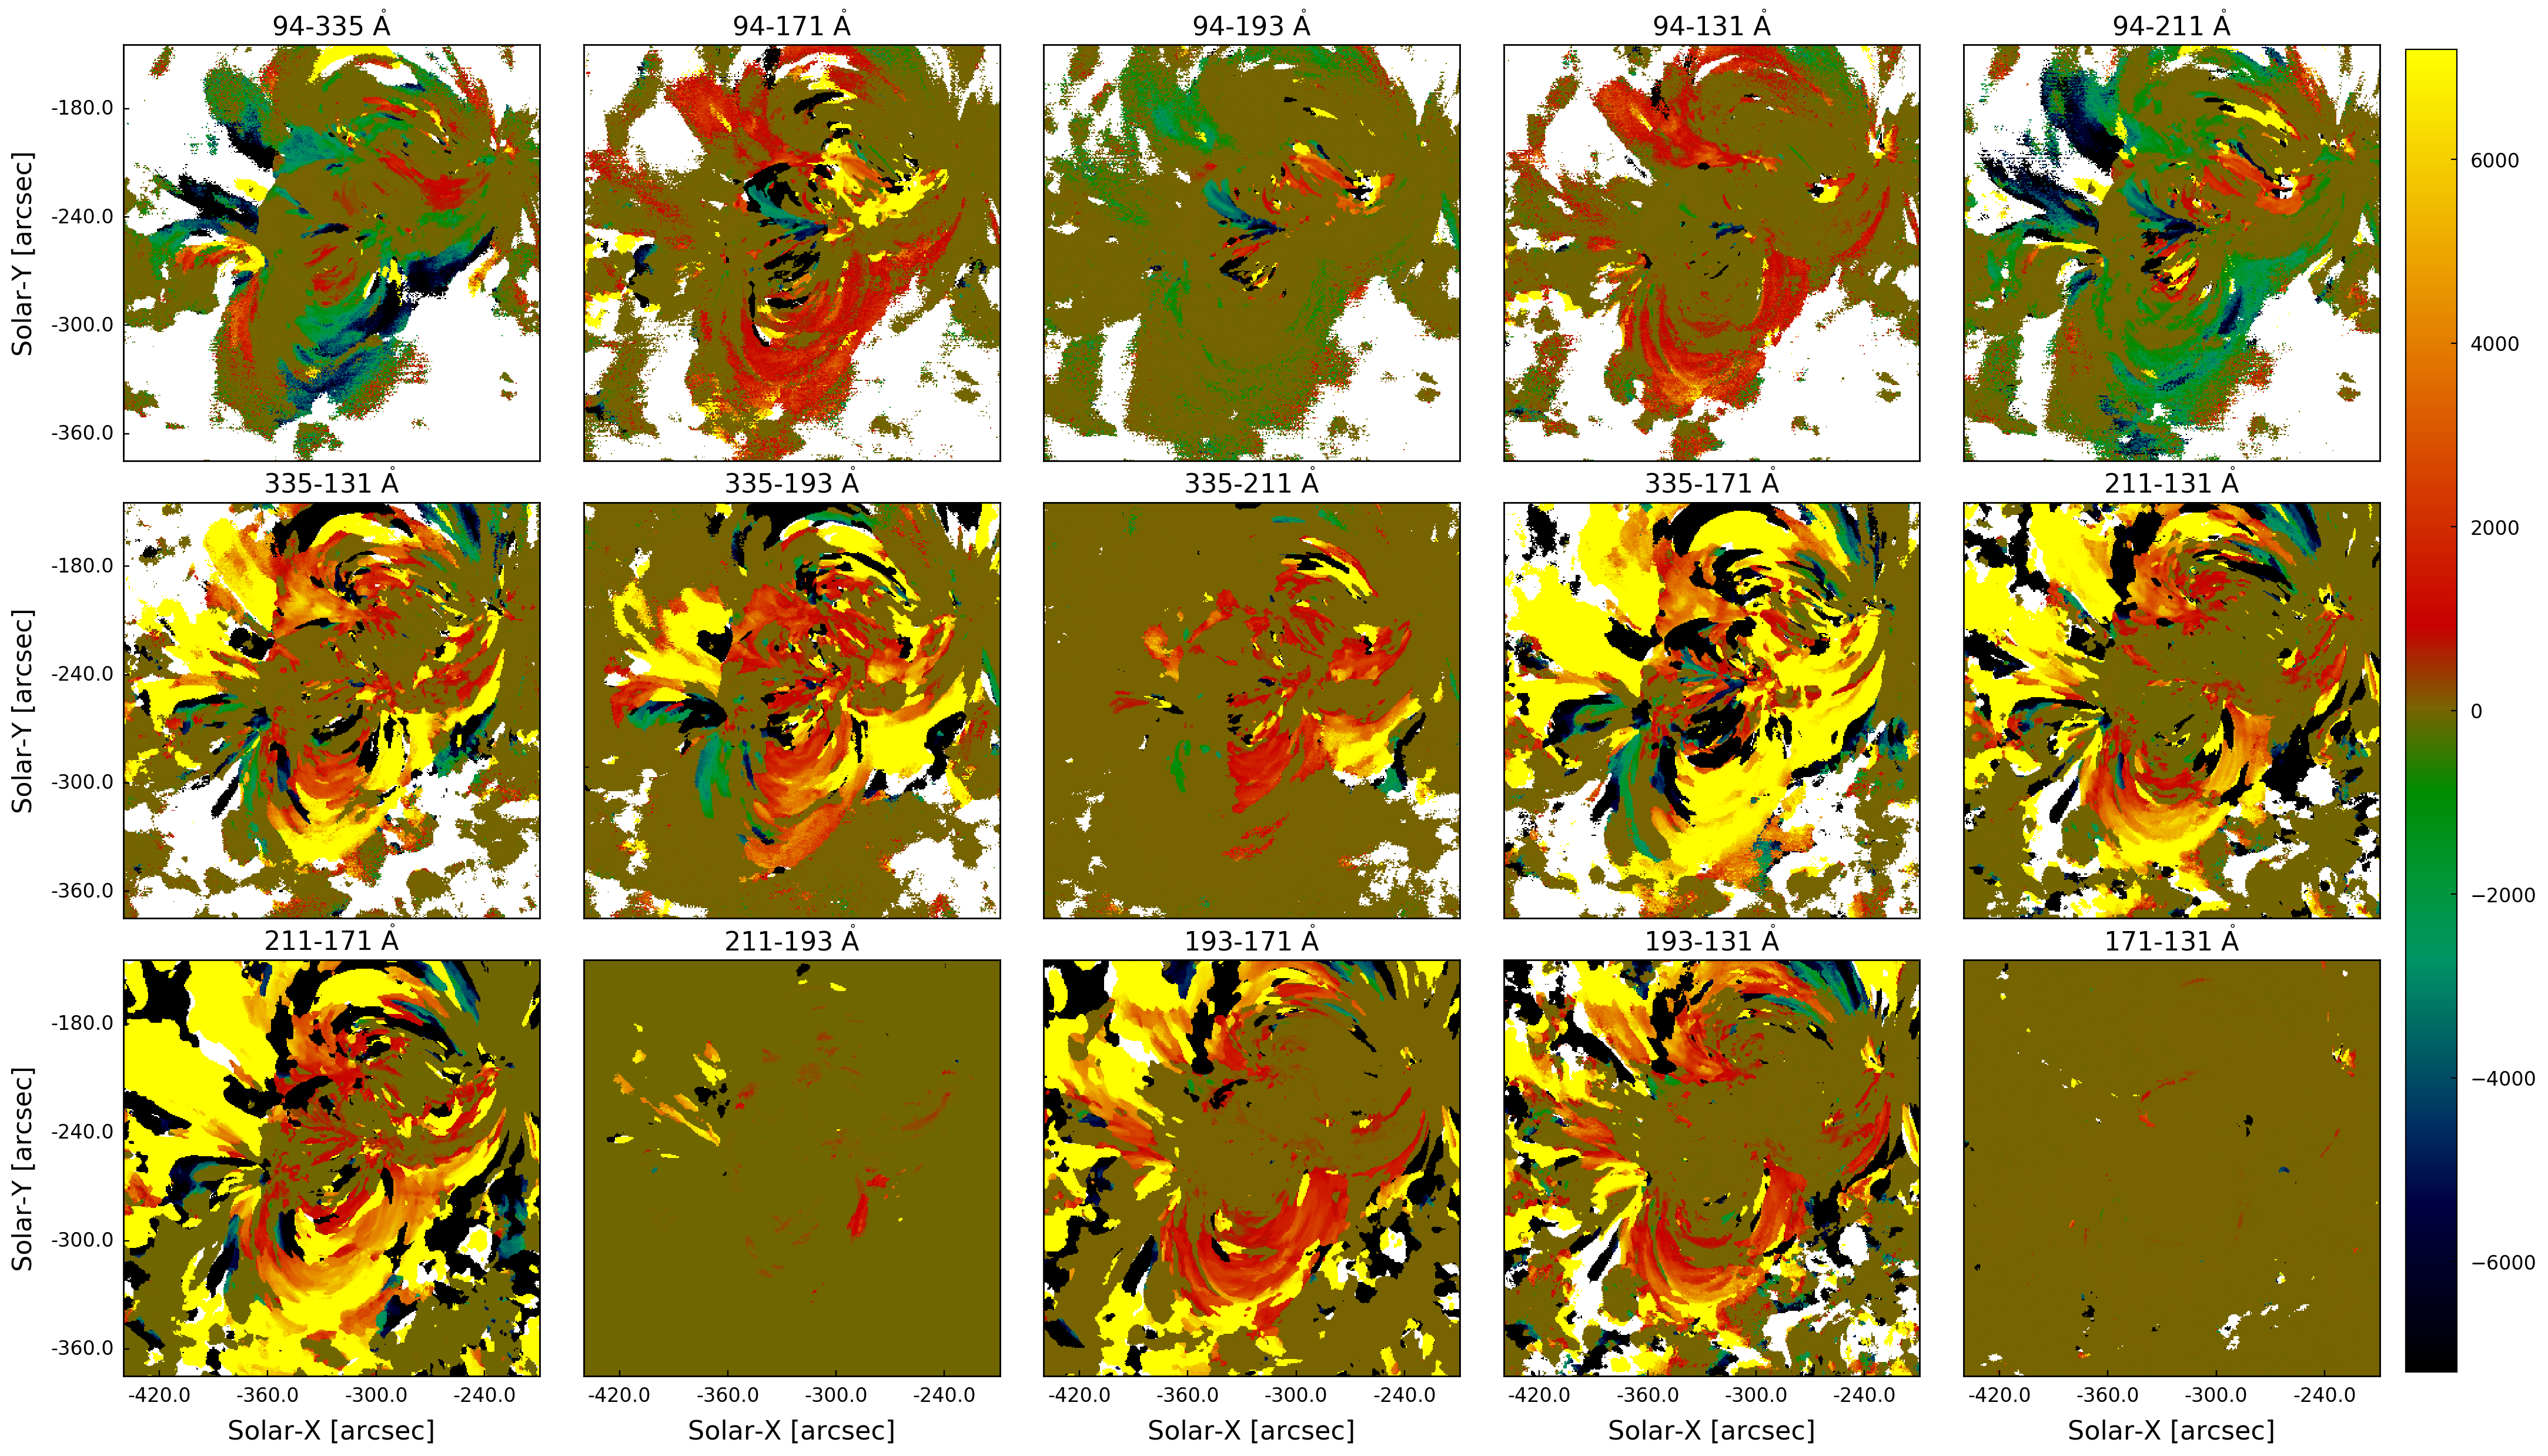 94-335 Å
94-171 Å
94-193 Å
94-131 Å
94-211 Å
Solar-Y [arcsec]
-180.0
-240.0
-300.0
-360.0
335-131 Å
335-193 Å
335-211 Å
335-171 Å
211-131 Å
Solar-Y [arcsec]
-180.0
-240.0
-300.0
-360.0
211-171 Å
211-193 Å
193-171 Å
193-131 Å
171-131 Å
Solar-Y [arcsec]
-180.0
-240.0
-300.0
-360.0
-420.0 -360.0 -300.0 -240.0
-420.0 -360.0 -300.0 -240.0
-420.0 -360.0 -300.0 -240.0
-420.0 -360.0 -300.0 -240.0
-420.0 -360.0 -300.0 -240.0
Solar-X [arcsec]
Solar-X [arcsec]
Solar-X [arcsec]
Solar-X [arcsec]
Solar-X [arcsec]
6000
4000
2000
0
−2000
−4000
−6000